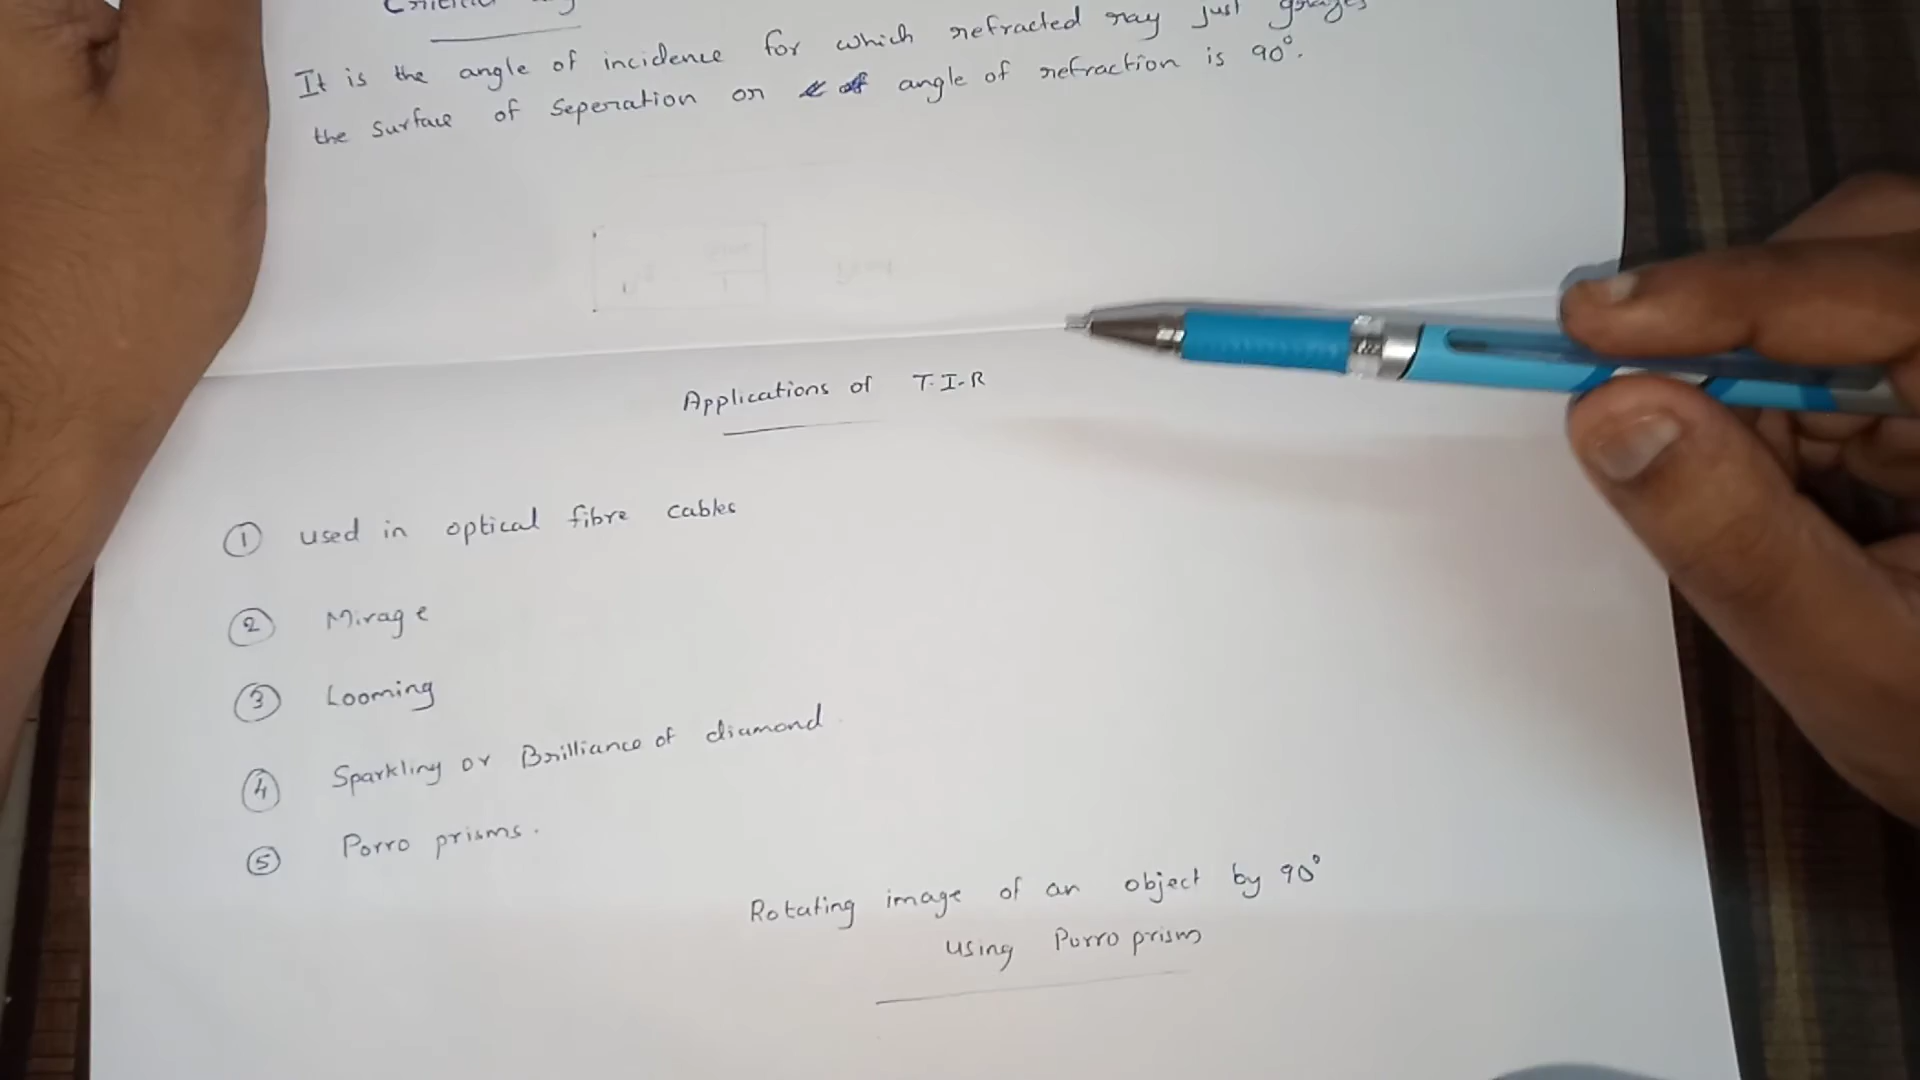 It is the angle of incidence for which refracted ray just grazes
the surface of seperation or angle of refraction is 90°.
Applications of T.I.R
1 used in optical fibre cables
2 Mirage
3 Looming
4 Sparkling or Brilliance of diamond
5 Porro prisms.
Rotating image of an object by 90°
using Porro prism